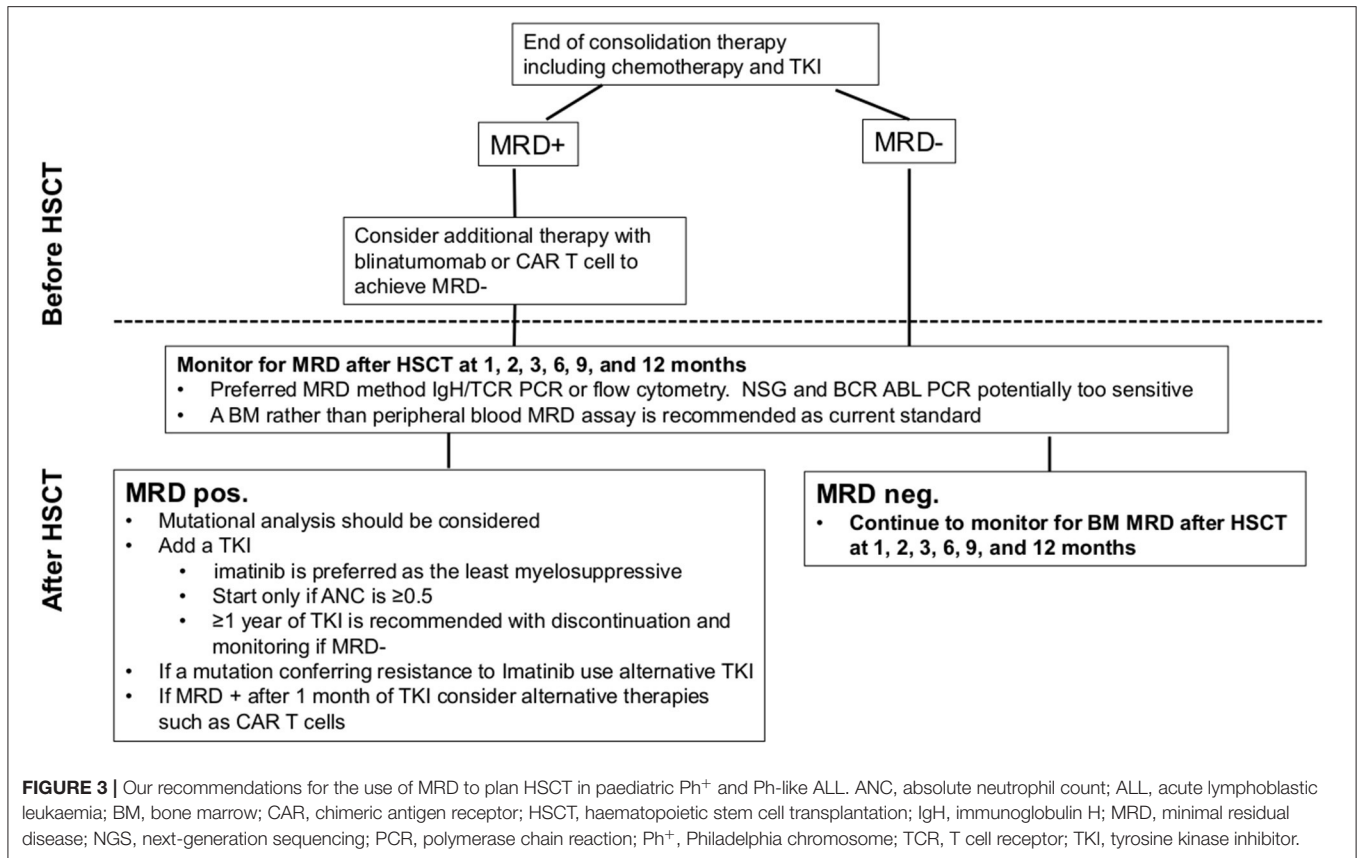 End of consolidation therapy
including chemotherapy and TKI
MRD+
MRD-
Before HSCT
Consider additional therapy with
blinatumomab or CAR T cell to
achieve MRD-
Monitor for MRD after HSCT at 1, 2, 3, 6, 9, and 12 months
• Preferred MRD method IgH/TCR PCR or flow cytometry. NSG and BCR ABL PCR potentially too sensitive
• A BM rather than peripheral blood MRD assay is recommended as current standard
After HSCT
MRD pos.
• Mutational analysis should be considered
• Add a TKI
• imatinib is preferred as the least myelosuppressive
• Start only if ANC is ≥0.5
• ≥1 year of TKI is recommended with discontinuation and
monitoring if MRD-
• If a mutation conferring resistance to Imatinib use alternative TKI
• If MRD + after 1 month of TKI consider alternative therapies
such as CAR T cells
MRD neg.
• Continue to monitor for BM MRD after HSCT
at 1, 2, 3, 6, 9, and 12 months
FIGURE 3 | Our recommendations for the use of MRD to plan HSCT in paediatric Ph+ and Ph-like ALL. ANC, absolute neutrophil count; ALL, acute lymphoblastic
leukaemia; BM, bone marrow; CAR, chimeric antigen receptor; HSCT, haematopoietic stem cell transplantation; IgH, immunoglobulin H; MRD, minimal residual
disease; NGS, next-generation sequencing; PCR, polymerase chain reaction; Ph+, Philadelphia chromosome; TCR, T cell receptor; TKI, tyrosine kinase inhibitor.